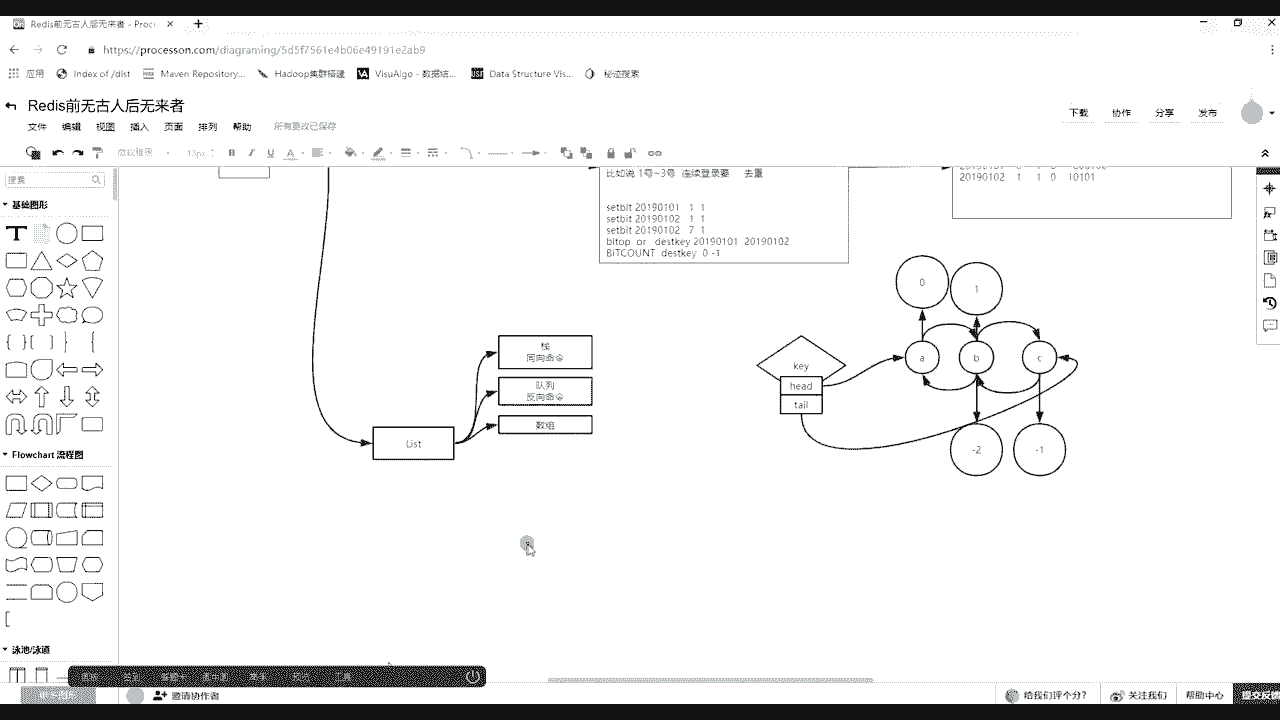 Redis前无古人后无来者 - Proc
https://processon.com/diagraming/5d5f7561e4b06e49191e2ab9
应用
Index of /dist
Maven Repository...
Hadoop集群搭建
VisuAlgo - 数据结...
Data Structure Vis...
秘迹搜索
Redis前无古人后无来者
文件 编辑 视图 插入 页面 排列 帮助 所有更改已保存
下载 协作 分享 发布
微软雅黑 13px B I U A
搜索
基础图形
T
Flowchart 流程图
泳池/泳道
比如说 1号~3号 连续登录要 去重
setbit 20190101 1 1
setbit 20190102 1 1
setbit 20190102 7 1
bitop or destkey 20190101 20190102
BITCOUNT destkey 0 -1
20190102 1 1 0 10101
List
栈
同向命令
队列
反向命令
数组
key
head
tail
0
1
a
b
c
-2
-1
邀请协作者
给我们评个分?
关注我们
帮助中心
提交反馈